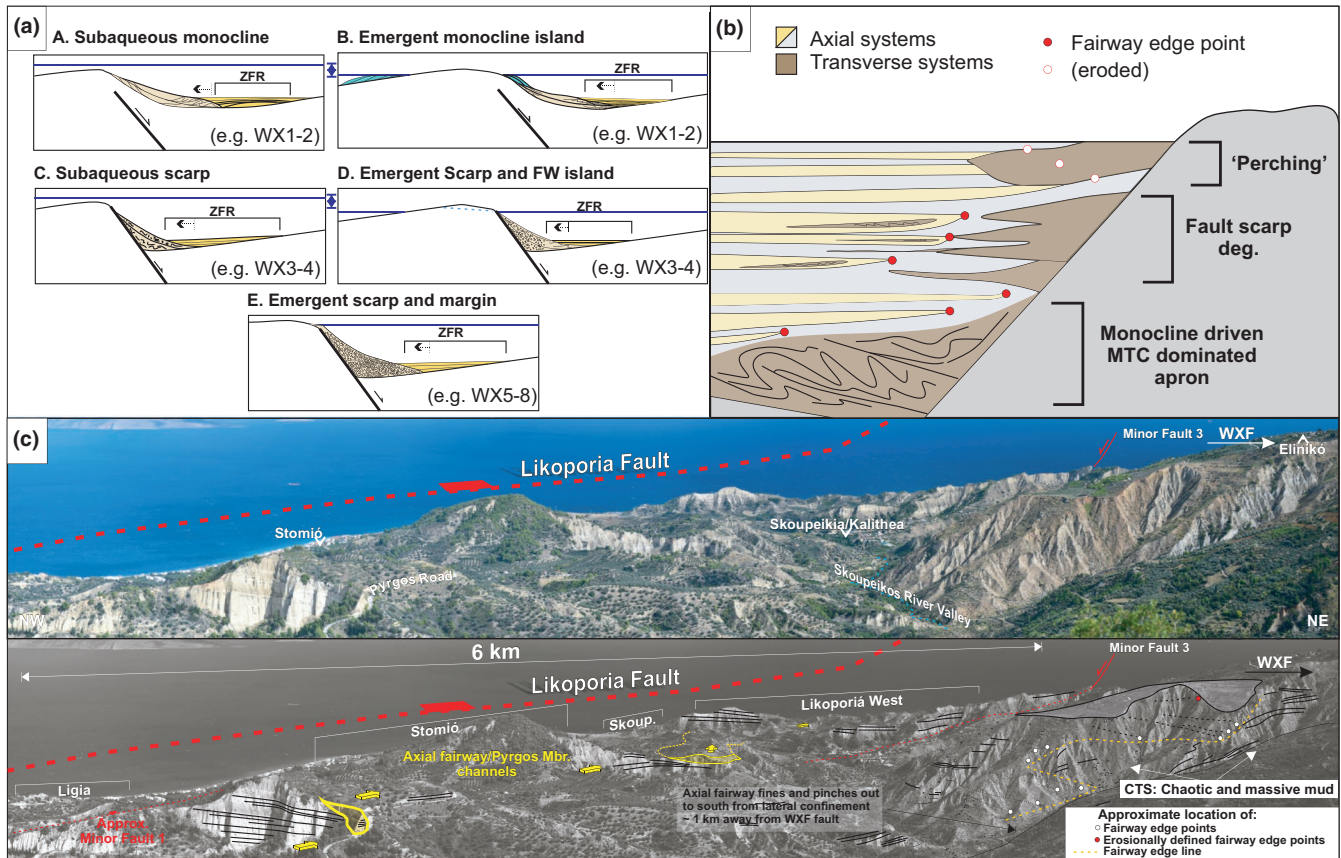 (a)
A. Subaqueous monocline
ZFR
(e.g. WX1-2)
B. Emergent monocline island
ZFR
(e.g. WX1-2)
C. Subaqueous scarp
ZFR
(e.g. WX3-4)
D. Emergent Scarp and FW island
ZFR
(e.g. WX3-4)
E. Emergent scarp and margin
ZFR
(e.g. WX5-8)
(b)
Axial systems
Transverse systems
Fairway edge point
(eroded)
'Perching'
Fault scarp
deg.
Monocline driven
MTC dominated
apron
(c)
Likoporia Fault
Minor Fault 3
WXF
Elinikó
Stomió
Skoupeikia/Kalithea
Pyrgos Road
Skoupeikos River Valley
NW
NE
6 km
Likoporia Fault
Minor Fault 3
WXF
Likoporiá West
Stomió
Skoup.
Axial fairway/Pyrgos Mbr.
channels
Ligia
Approx
Minor Fault 1
Axial fairway fines and pinches out
to south from lateral confinement
~ 1 km away from WXF fault
CTS: Chaotic and massive mud
Approximate location of:
Fairway edge points
Erosionally defined fairway edge points
Fairway edge line